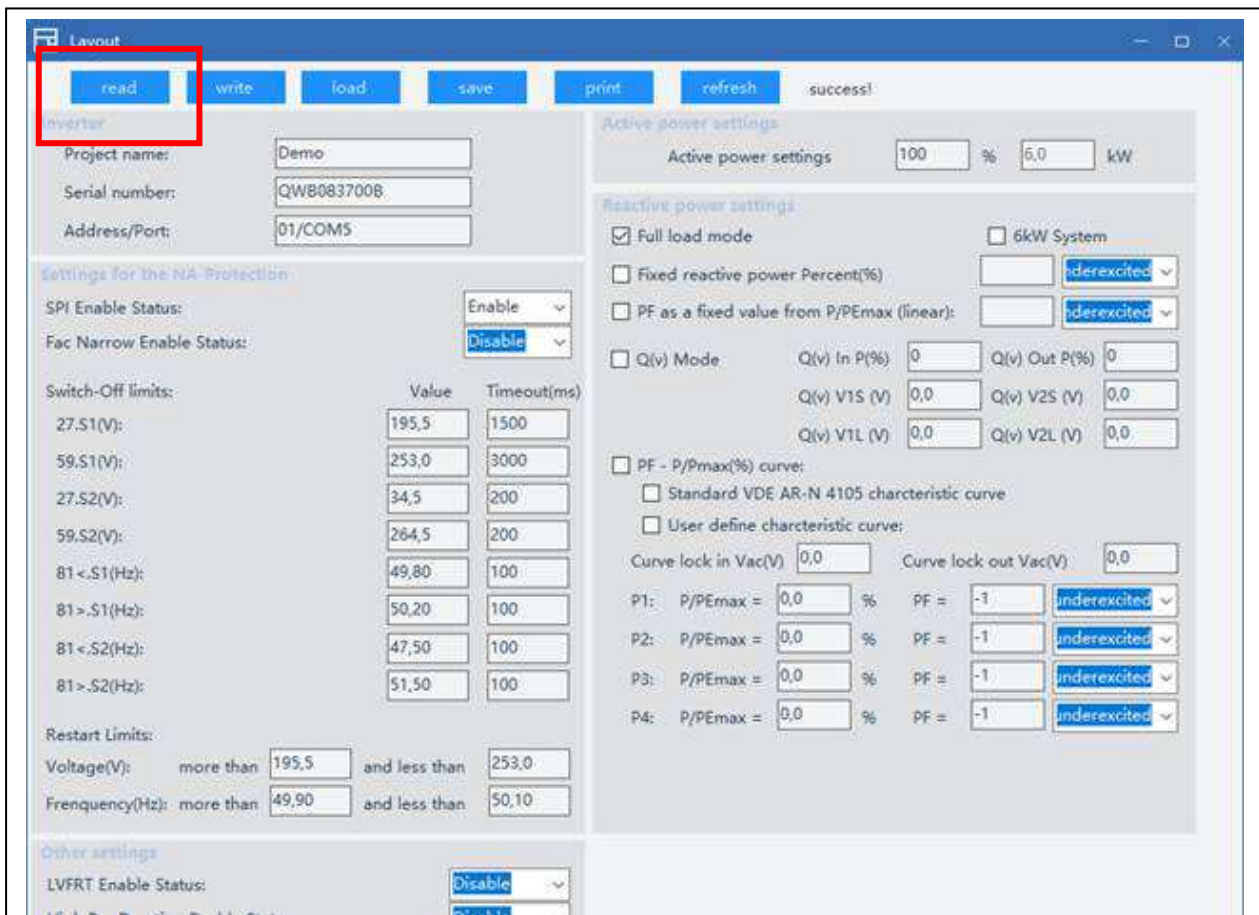 Layout
read write load save print refresh success!
Inverter
Project name: Demo
Serial number: QWB083700B
Address/Port: 01/COM5
Settings for the NA-Protection
SPI Enable Status: Enable
Fac Narrow Enable Status: Disable
Switch-Off limits: Value Timeout(ms)
27.S1(V): 195,5 1500
59.S1(V): 253,0 3000
27.S2(V): 34,5 200
59.S2(V): 264,5 200
81<.S1(Hz): 49,80 100
81>.S1(Hz): 50,20 100
81<.S2(Hz): 47,50 100
81>.S2(Hz): 51,50 100
Restart Limits:
Voltage(V): more than 195,5 and less than 253,0
Frenquency(Hz): more than 49,90 and less than 50,10
Other settings
LVFRT Enable Status: Disable
Active power settings
Active power settings 100 % 6,0 kW
Reactive power settings
Full load mode 6kW System
Fixed reactive power Percent(%) nderexcited
PF as a fixed value from P/PEmax (linear): nderexcited
Q(v) Mode Q(v) In P(%) 0 Q(v) Out P(%) 0
Q(v) V1S (V) 0,0 Q(v) V2S (V) 0,0
Q(v) V1L (V) 0,0 Q(v) V2L (V) 0,0
PF - P/Pmax(%) curve:
Standard VDE AR-N 4105 charcteristic curve
User define charcteristic curve:
Curve lock in Vac(V) 0,0 Curve lock out Vac(V) 0,0
P1: P/PEmax = 0,0 % PF = -1 underexcited
P2: P/PEmax = 0,0 % PF = -1 underexcited
P3: P/PEmax = 0,0 % PF = -1 underexcited
P4: P/PEmax = 0,0 % PF = -1 underexcited